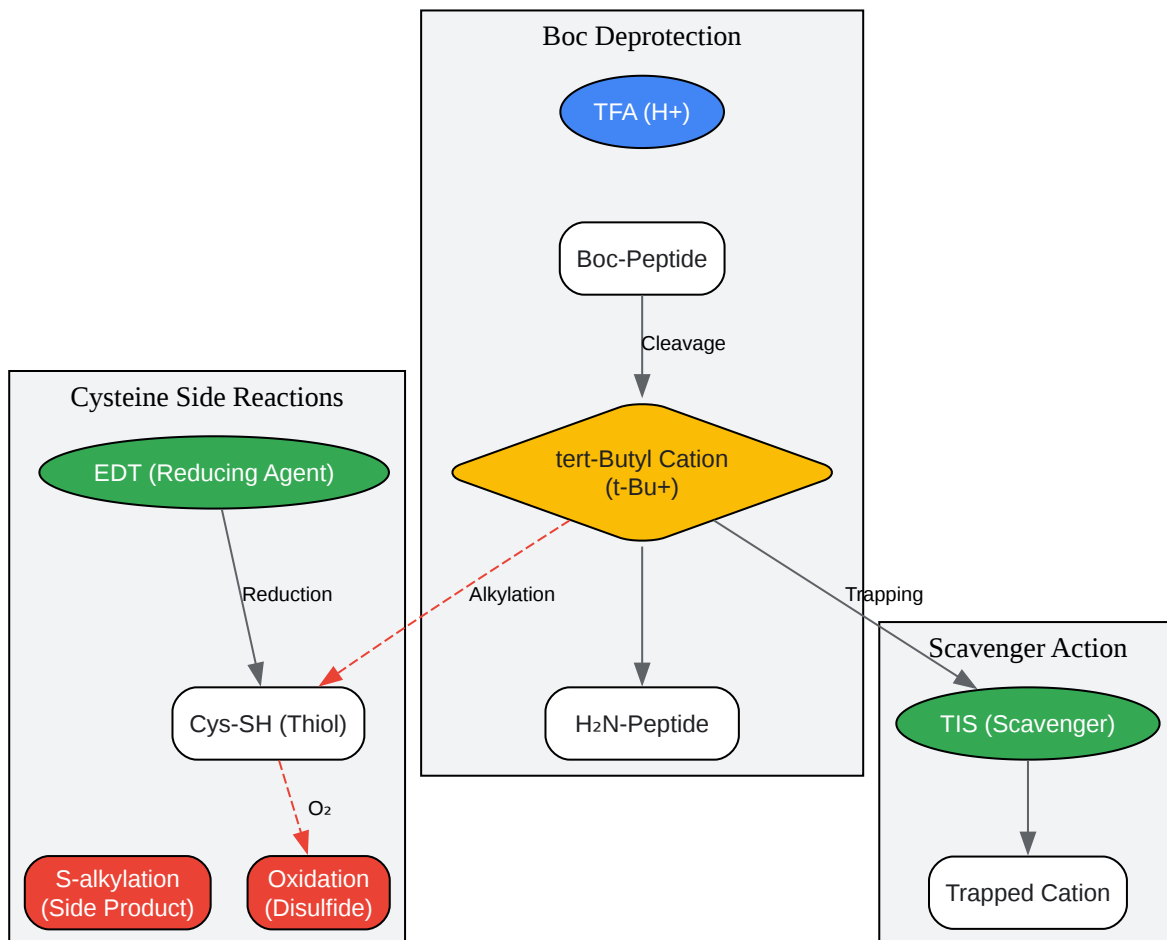 Boc Deprotection
TFA (H+)
Boc-Peptide
Cleavage
Cysteine Side Reactions
EDT (Reducing Agent)
tert-Butyl Cation
(t-Bu+)
Reduction
Alkylation
Trapping
Scavenger Action
Cys-SH (Thiol)
H₂N-Peptide
TIS (Scavenger)
O₂
S-alkylation
(Side Product)
Oxidation
(Disulfide)
Trapped Cation